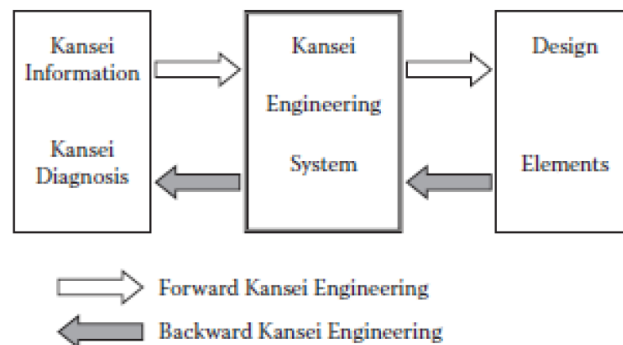 Kansei
Information
Kansei
Diagnosis
Kansei
Engineering
System
Design
Elements
Forward Kansei Engineering
Backward Kansei Engineering